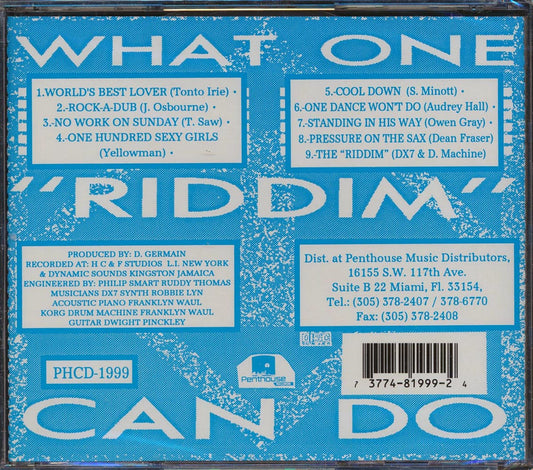 WHAT ONE
1.WORLD'S BEST LOVER (Tonto Irie) •
2.-ROCK-A-DUB (J. Osbourne) •
3.-NO WORK ON SUNDAY (T. Saw) •
4.-ONE HUNDRED SEXY GIRLS
(Yellowman) •
5.-COOL DOWN (S. Minott) •
6.-ONE DANCE WON'T DO (Audrey Hall) •
7.-STANDING IN HIS WAY (Owen Gray) •
8.-PRESSURE ON THE SAX (Dean Fraser)
9.-THE "RIDDIM" (DX7 & D. Machine)
"RIDDIM"
PRODUCED BY: D. GERMAIN
RECORDED AT: H C & F STUDIOS L.I. NEW YORK
& DYNAMIC SOUNDS KINGSTON JAMAICA
ENGINEERED BY: PHILIP SMART RUDDY THOMAS
MUSICIANS DX7 SYNTH ROBBIE LYN
ACOUSTIC PIANO FRANKLYN WAUL
KORG DRUM MACHINE FRANKLYN WAUL
GUITAR DWIGHT PINCKLEY
Dist. at Penthouse Music Distributors,
16155 S.W. 117th Ave.
Suite B 22 Miami, Fl. 33154,
Tel.: (305) 378-2407 / 378-6770
Fax: (305) 378-2408
PHCD-1999
Penthouse
7 73774-81999-2 4
CAN DO